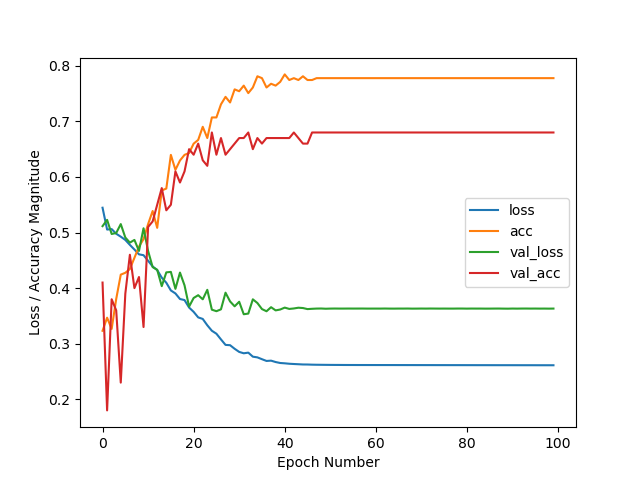 0.8
0.7
0.6
0.5
0.4
0.3
0.2
Loss / Accuracy Magnitude
loss
acc
val_loss
val_acc
0 20 40 60 80 100
Epoch Number